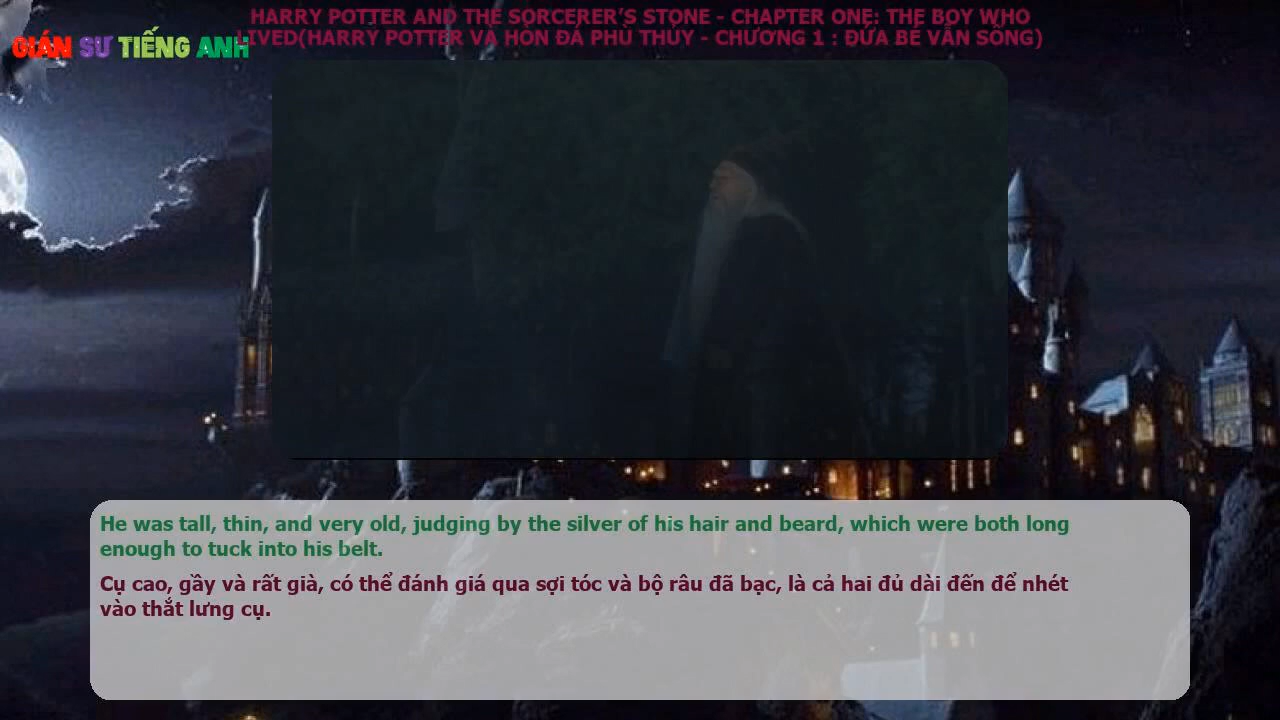 HARRY POTTER AND THE SORCERER'S STONE - CHAPTER ONE: THE BOY WHO
LIVED(HARRY POTTER VÀ HÒN ĐÁ PHÙ THỦY - CHƯƠNG 1 : ĐỨA BÉ VẪN SỐNG)
GIÁN SƯ TIẾNG ANH
He was tall, thin, and very old, judging by the silver of his hair and beard, which were both long
enough to tuck into his belt.
Cụ cao, gầy và rất già, có thể đánh giá qua sợi tóc và bộ râu đã bạc, là cả hai đủ dài đến để nhét
vào thắt lưng cụ.